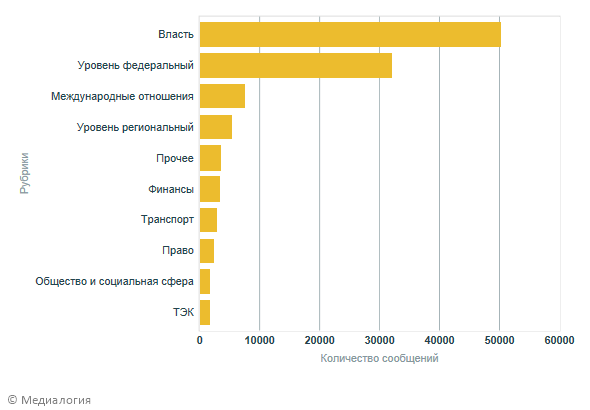 Власть
Уровень федеральный
Международные отношения
Уровень региональный
Прочее
Финансы
Транспорт
Право
Общество и социальная сфера
ТЭК
Рубрики
0 10000 20000 30000 40000 50000 60000
Количество сообщений
© Медиалогия